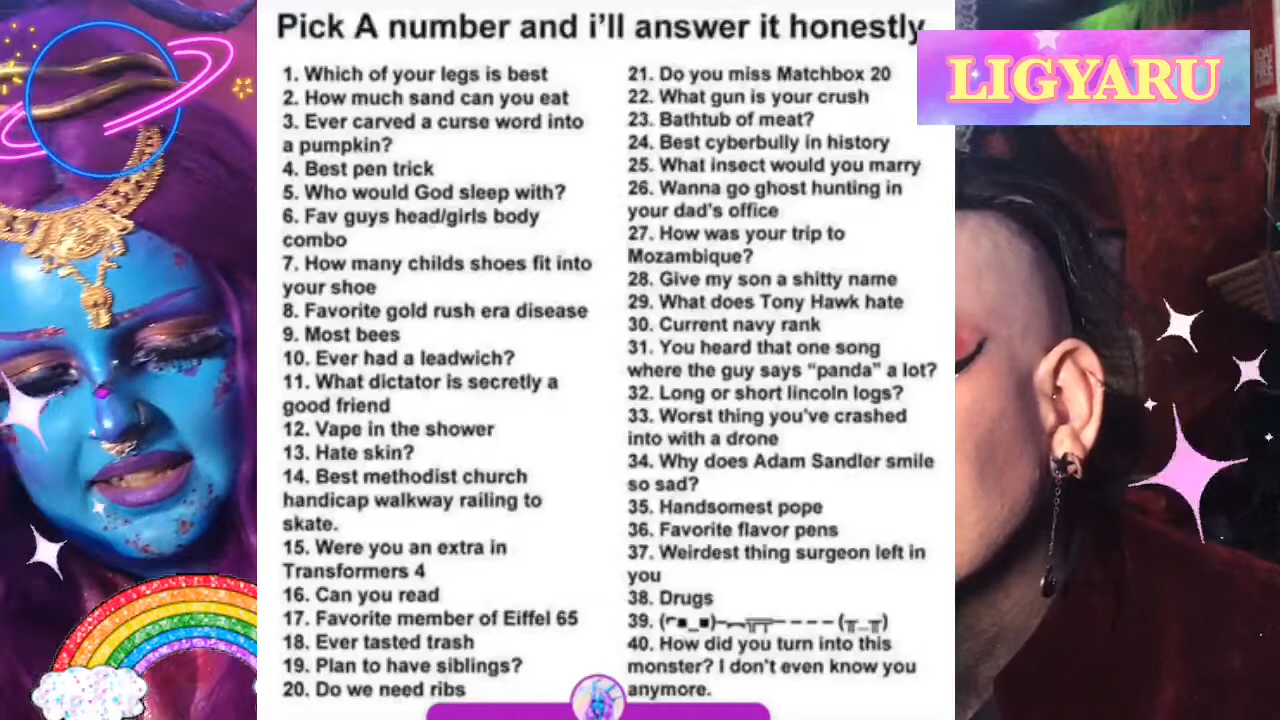 Pick A number and i'll answer it honestly
LIGYARU
1. Which of your legs is best
2. How much sand can you eat
3. Ever carved a curse word into
a pumpkin?
4. Best pen trick
5. Who would God sleep with?
6. Fav guys head/girls body
combo
7. How many childs shoes fit into
your shoe
8. Favorite gold rush era disease
9. Most bees
10. Ever had a leadwich?
11. What dictator is secretly a
good friend
12. Vape in the shower
13. Hate skin?
14. Best methodist church
handicap walkway railing to
skate.
15. Were you an extra in
Transformers 4
16. Can you read
17. Favorite member of Eiffel 65
18. Ever tasted trash
19. Plan to have siblings?
20. Do we need ribs
21. Do you miss Matchbox 20
22. What gun is your crush
23. Bathtub of meat?
24. Best cyberbully in history
25. What insect would you marry
26. Wanna go ghost hunting in
your dad's office
27. How was your trip to
Mozambique?
28. Give my son a shitty name
29. What does Tony Hawk hate
30. Current navy rank
31. You heard that one song
where the guy says "panda" a lot?
32. Long or short lincoln logs?
33. Worst thing you've crashed
into with a drone
34. Why does Adam Sandler smile
so sad?
35. Handsomest pope
36. Favorite flavor pens
37. Weirdest thing surgeon left in
you
38. Drugs
39. (⌐■_■)–︻╦╤─ - - - (╥_╥)
40. How did you turn into this
monster? I don't even know you
anymore.